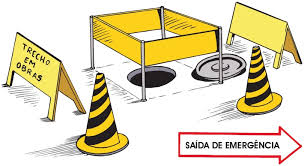 TRECHO
EM
OBRAS
SAÍDA DE EMERGÊNCIA